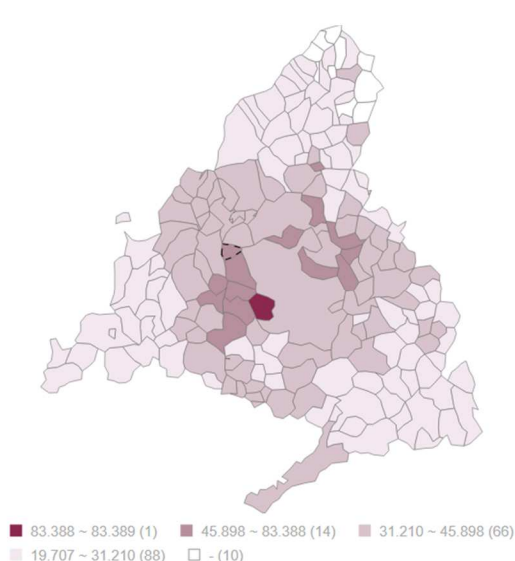 83.388 ~ 83.389 (1) 45.898 ~ 83.388 (14) 31.210 ~ 45.898 (66)
19.707 ~ 31.210 (88) - (10)